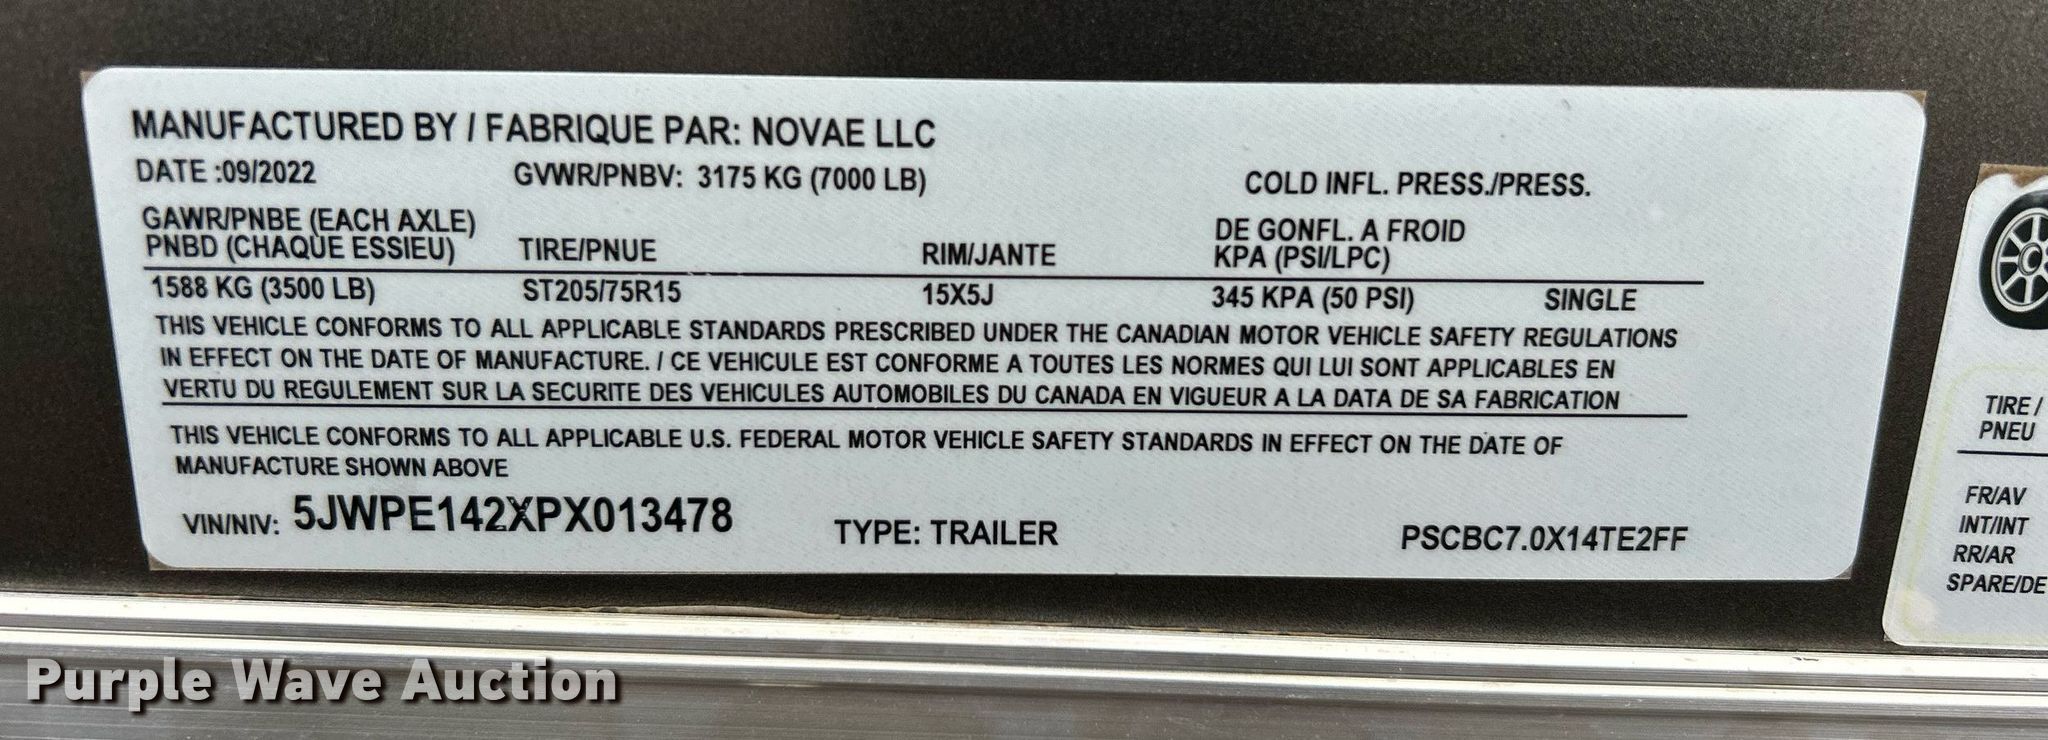 MANUFACTURED BY / FABRIQUE PAR: NOVAE LLC
DATE :09/2022 GVWR/PNBV: 3175 KG (7000 LB)
COLD INFL. PRESS./PRESS.
GAWR/PNBE (EACH AXLE) DE GONFL. A FROID
PNBD (CHAQUE ESSIEU) TIRE/PNUE RIM/JANTE KPA (PSI/LPC)
1588 KG (3500 LB) ST205/75R15 15X5J 345 KPA (50 PSI) SINGLE
THIS VEHICLE CONFORMS TO ALL APPLICABLE STANDARDS PRESCRIBED UNDER THE CANADIAN MOTOR VEHICLE SAFETY REGULATIONS
IN EFFECT ON THE DATE OF MANUFACTURE. / CE VEHICULE EST CONFORME A TOUTES LES NORMES QUI LUI SONT APPLICABLES EN
VERTU DU REGULEMENT SUR LA SECURITE DES VEHICULES AUTOMOBILES DU CANADA EN VIGUEUR A LA DATA DE SA FABRICATION
THIS VEHICLE CONFORMS TO ALL APPLICABLE U.S. FEDERAL MOTOR VEHICLE SAFETY STANDARDS IN EFFECT ON THE DATE OF
MANUFACTURE SHOWN ABOVE
VIN/NIV: 5JWPE142XPX013478 TYPE: TRAILER PSCBC7.0X14TE2FF
TIRE /
PNEU
FR/AV
INT/INT
RR/AR
SPARE/DE
Purple Wave Auction